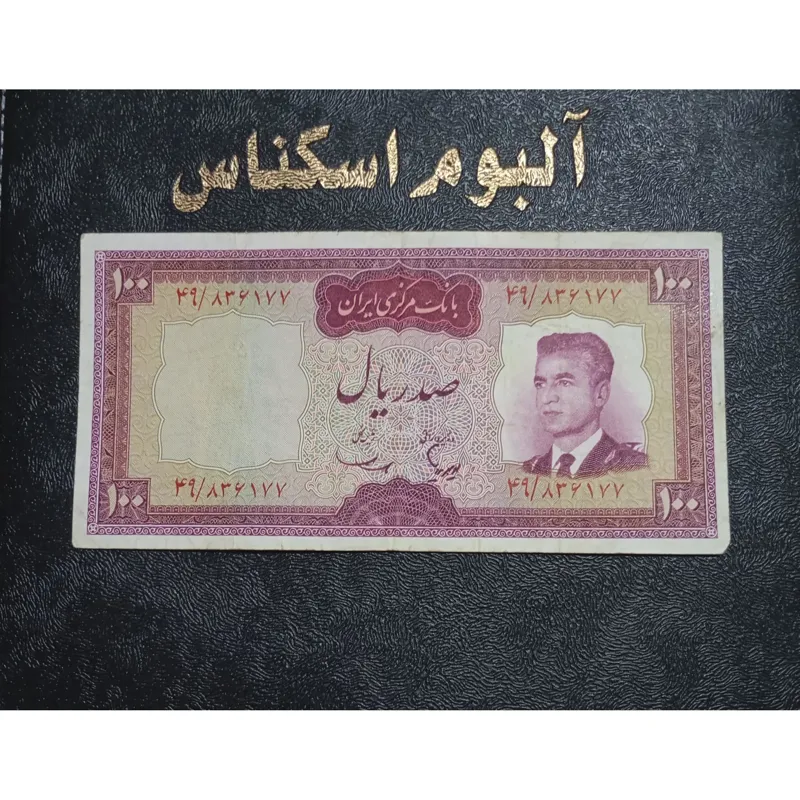 آلبوم اسکناس
۱۰۰ ۱۰۰
۴۹/۸۳۶۱۷۷ بانک مرکزی ایران ۴۹/۸۳۶۱۷۷
صد ریال
۴۹/۸۳۶۱۷۷ ۴۹/۸۳۶۱۷۷
۱۰۰ ۱۰۰